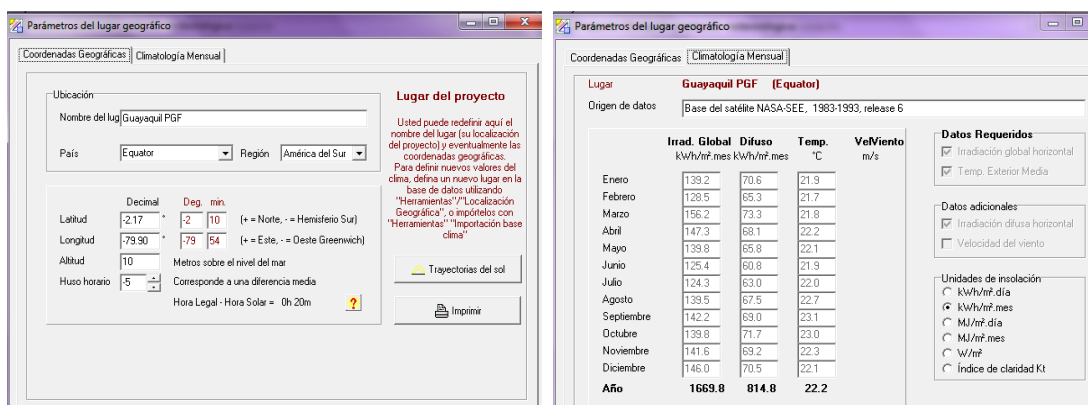 Parámetros del lugar geográfico
Coordenadas Geográficas Climatología Mensual
Ubicación
Nombre del lug Guayaquil PGF
País Equator Región América del Sur
Decimal Deg. min.
Latitud -2.17 ° -2 10 (+ = Norte, - = Hemisferio Sur)
Longitud -79.90 ° -79 54 (+ = Este, - = Oeste Greenwich)
Altitud 10 Metros sobre el nivel del mar
Huso horario -5 Corresponde a una diferencia media
Hora Legal - Hora Solar = 0h 20m ?
Lugar del proyecto
Usted puede redefinir aquí el
nombre del lugar (su localización
del proyecto) y eventualmente las
coordenadas geográficas.
Para definir nuevos valores del
clima, defina un nuevo lugar en la
base de datos utilizando
"Herramientas"/"Localización
Geográfica", o impórtelos con
"Herramientas" "Importación base
clima"
Trayectorias del sol
Imprimir
Parámetros del lugar geográfico
Coordenadas Geográficas Climatología Mensual
Lugar Guayaquil PGF (Equator)
Origen de datos Base del satélite NASA-SEE, 1983-1993, release 6
Irrad. Global Difuso Temp. VelViento
kWh/m².mes kWh/m².mes °C m/s
Enero 139.2 70.6 21.9
Febrero 128.5 65.3 21.7
Marzo 156.2 73.3 21.8
Abril 147.3 68.1 22.2
Mayo 139.8 65.8 22.1
Junio 125.4 60.8 21.9
Julio 124.3 63.0 22.0
Agosto 139.5 67.5 22.7
Septiembre 142.2 69.0 23.1
Octubre 139.8 71.7 23.0
Noviembre 141.6 69.2 22.3
Diciembre 146.0 70.5 22.1
Año 1669.8 814.8 22.2
Datos Requeridos
Irradiación global horizontal
Temp. Exterior Media
Datos adicionales
Irradiación difusa horizontal
Velocidad del viento
Unidades de insolación
kWh/m².día
kWh/m².mes
MJ/m².día
MJ/m².mes
W/m²
Índice de claridad Kt